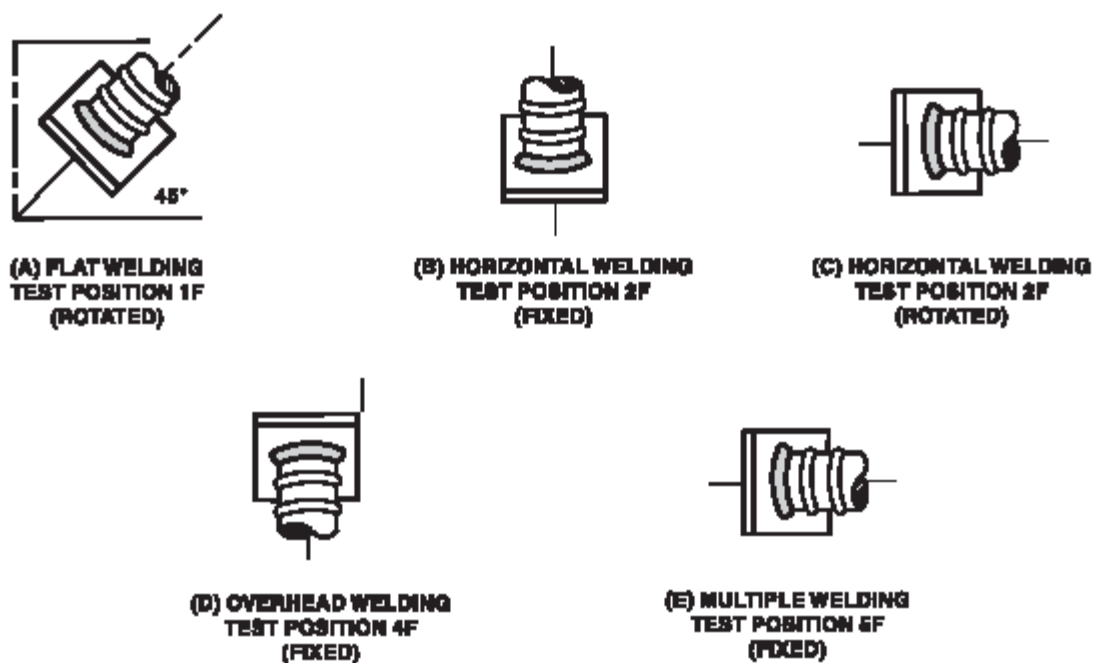 45°
(A) FLAT WELDING
TEST POSITION 1F
(ROTATED)
(B) HORIZONTAL WELDING
TEST POSITION 2F
(FIXED)
(C) HORIZONTAL WELDING
TEST POSITION 2F
(ROTATED)
(D) OVERHEAD WELDING
TEST POSITION 4F
(FIXED)
(E) MULTIPLE WELDING
TEST POSITION 5F
(FIXED)